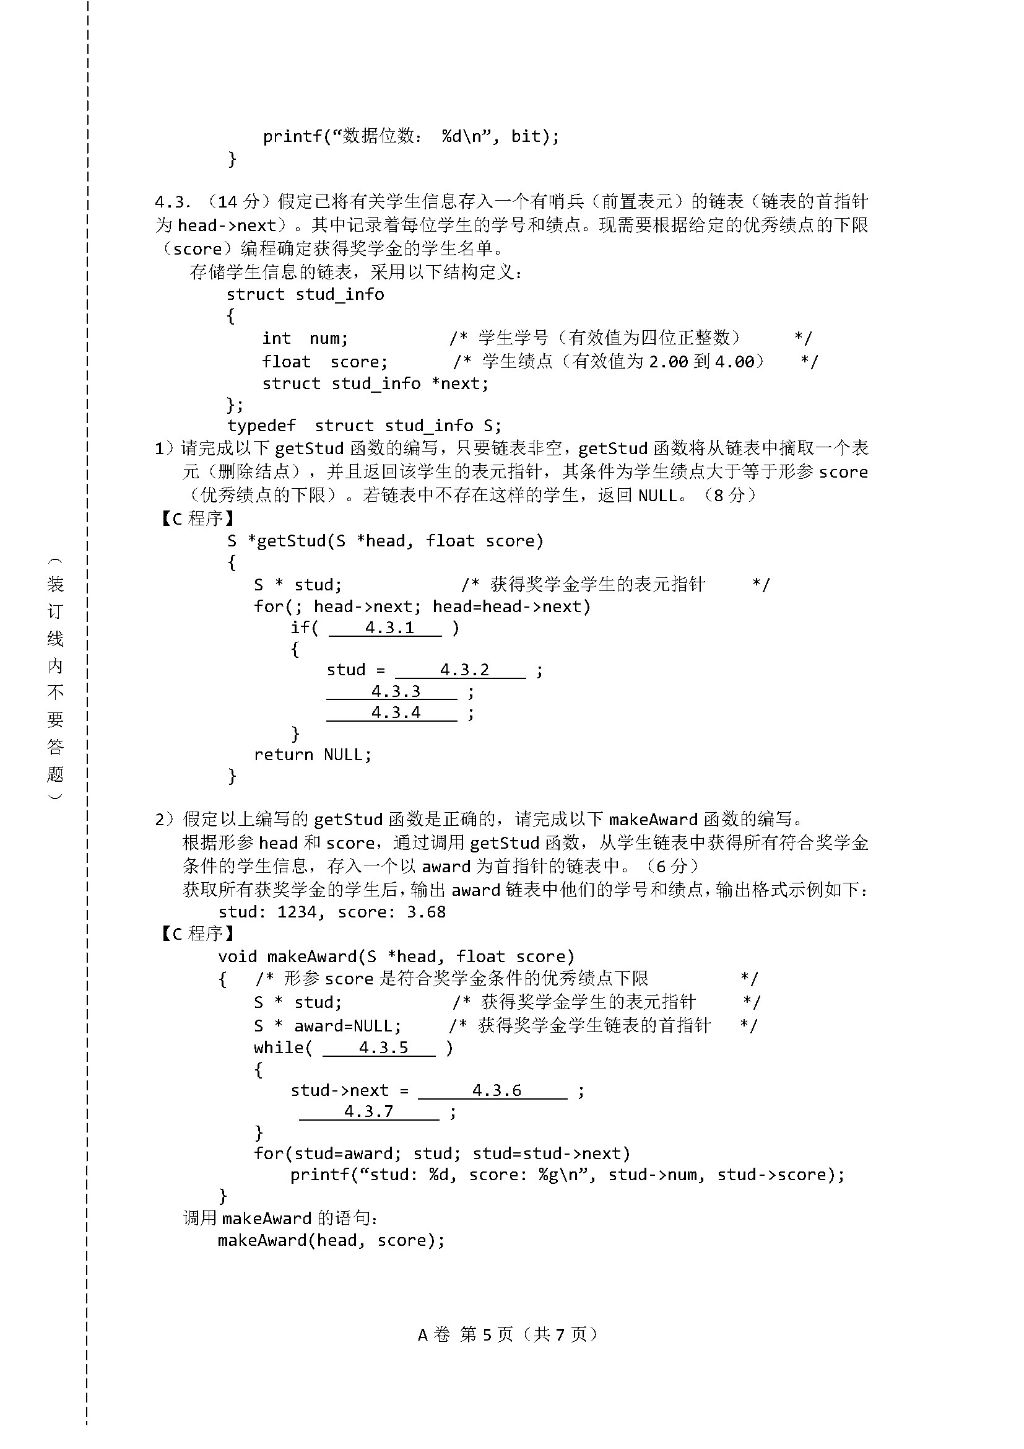 printf(“数据位数： %d\n”, bit);
}
4.3. （14 分）假定已将有关学生信息存入一个有哨兵（前置表元）的链表（链表的首指针
为 head->next）。其中记录着每位学生的学号和绩点。现需要根据给定的优秀绩点的下限
（score）编程确定获得奖学金的学生名单。
存储学生信息的链表，采用以下结构定义：
struct stud_info
{
int num; /* 学生学号（有效值为四位正整数） */
float score; /* 学生绩点（有效值为 2.00 到 4.00） */
struct stud_info *next;
};
typedef struct stud_info S;
1）请完成以下 getStud 函数的编写，只要链表非空，getStud 函数将从链表中摘取一个表
元（删除结点），并且返回该学生的表元指针，其条件为学生绩点大于等于形参 score
（优秀绩点的下限）。若链表中不存在这样的学生，返回 NULL。（8 分）
【C 程序】
S *getStud(S *head, float score)
{
S * stud; /* 获得奖学金学生的表元指针 */
for(; head->next; head=head->next)
if( ___4.3.1___ )
{
stud = ____4.3.2____ ;
____4.3.3____ ;
____4.3.4____ ;
}
return NULL;
}
2）假定以上编写的 getStud 函数是正确的，请完成以下 makeAward 函数的编写。
根据形参 head 和 score，通过调用 getStud 函数，从学生链表中获得所有符合奖学金
条件的学生信息，存入一个以 award 为首指针的链表中。（6 分）
获取所有获奖学金的学生后，输出 award 链表中他们的学号和绩点，输出格式示例如下：
stud: 1234, score: 3.68
【C 程序】
void makeAward(S *head, float score)
{ /* 形参 score 是符合奖学金条件的优秀绩点下限 */
S * stud; /* 获得奖学金学生的表元指针 */
S * award=NULL; /* 获得奖学金学生链表的首指针 */
while( ___4.3.5___ )
{
stud->next = _____4.3.6_____ ;
____4.3.7____ ;
}
for(stud=award; stud; stud=stud->next)
printf(“stud: %d, score: %g\n”, stud->num, stud->score);
}
调用 makeAward 的语句：
makeAward(head, score);
A 卷 第 5 页（共 7 页）
（装订线内不要答题）